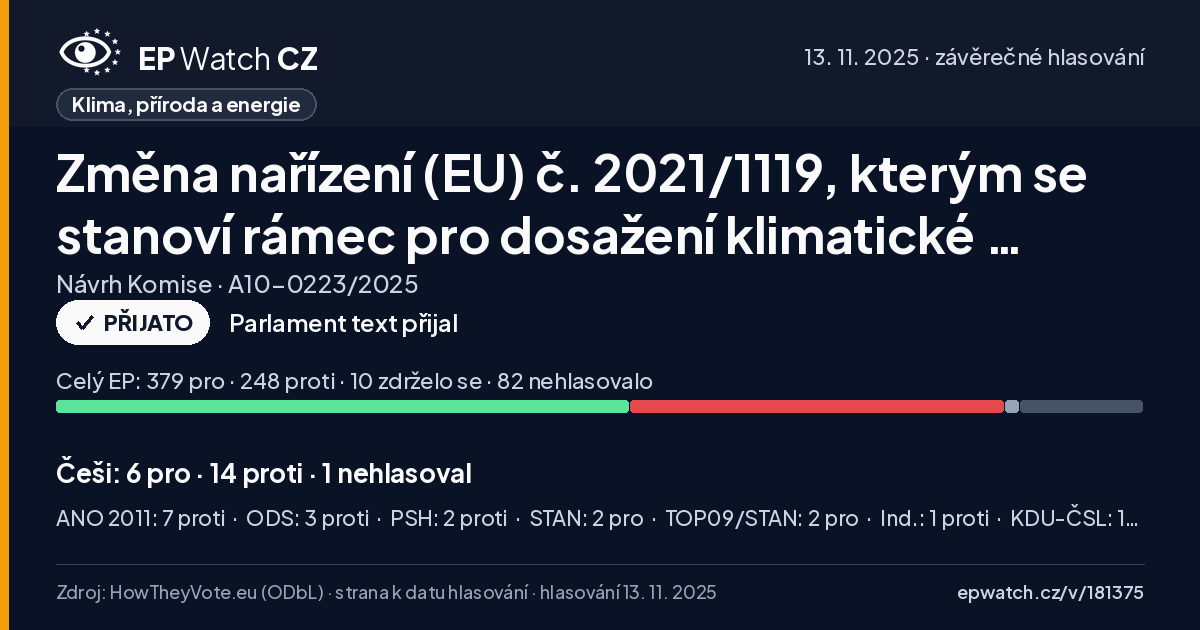 EP Watch CZ
13. 11. 2025 · závěrečné hlasování
Klima, příroda a energie
Změna nařízení (EU) č. 2021/1119, kterým se
stanoví rámec pro dosažení klimatické …
Návrh Komise · A10–0223/2025
✓ PŘIJATO Parlament text přijal
Celý EP: 379 pro · 248 proti · 10 zdrželo se · 82 nehlasovalo
Češi: 6 pro · 14 proti · 1 nehlasoval
ANO 2011: 7 proti · ODS: 3 proti · PSH: 2 proti · STAN: 2 pro · TOP09/STAN: 2 pro · Ind.: 1 proti · KDU-ČSL: 1…
Zdroj: HowTheyVote.eu (ODbL) · strana k datu hlasování · hlasování 13. 11. 2025
epwatch.cz/v/181375